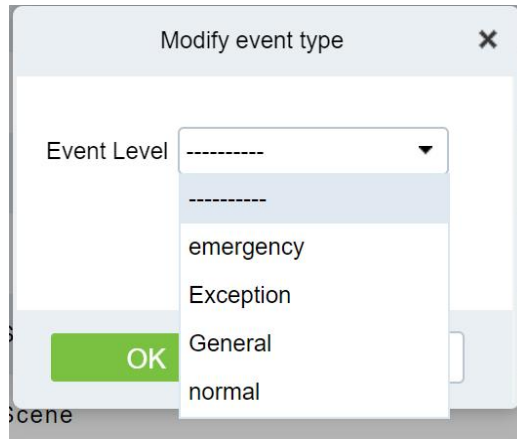 Modify event type
Event Level ----------
----------
emergency
Exception
General
OK
normal
Scene